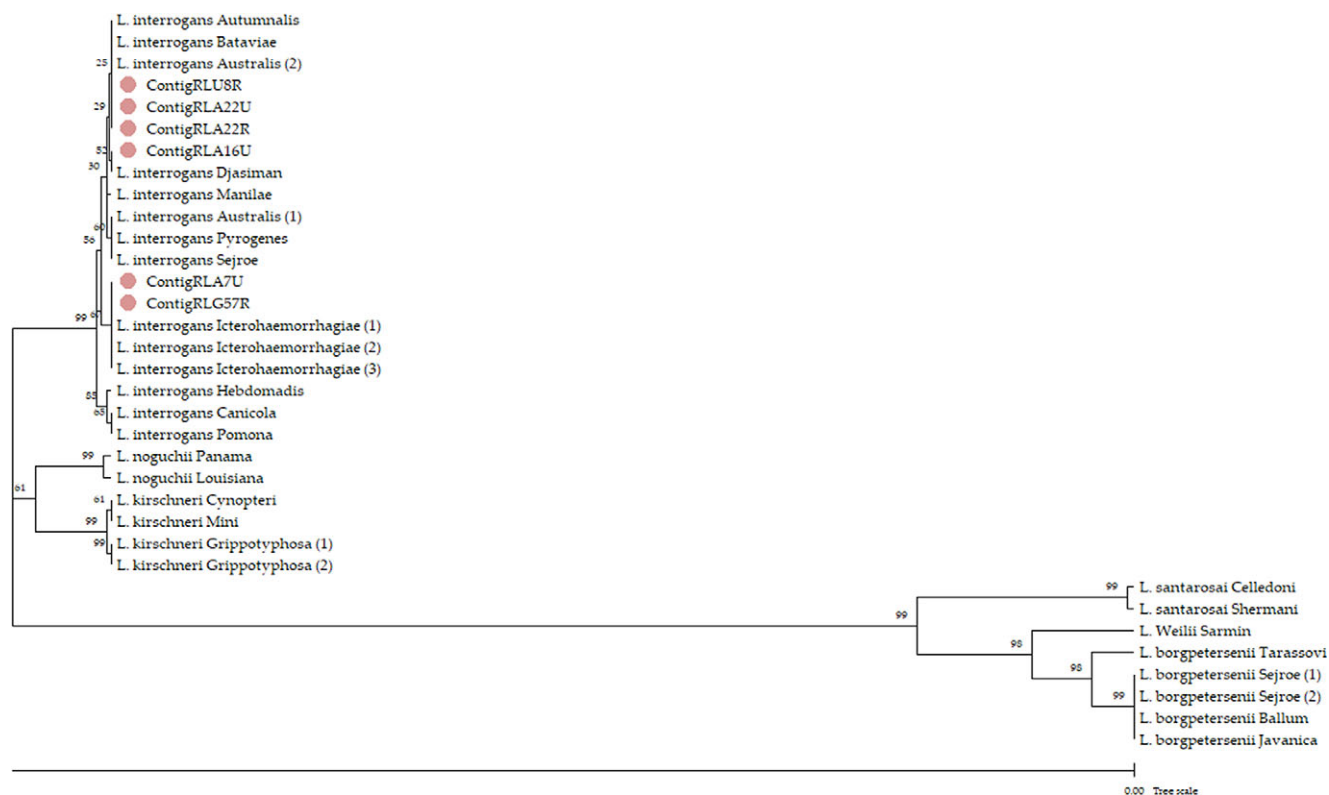 L. interrogans Autumnalis
L. interrogans Bataviae
25
L. interrogans Australis (2)
ContigRLU8R
29
ContigRLA22U
ContigRLA22R
52
ContigRLA16U
30
L. interrogans Djasiman
L. interrogans Manilae
L. interrogans Australis (1)
60
56
L. interrogans Pyrogenes
L. interrogans Sejroe
ContigRLA7U
ContigRLG57R
99
L. interrogans Icterohaemorrhagiae (1)
L. interrogans Icterohaemorrhagiae (2)
L. interrogans Icterohaemorrhagiae (3)
L. interrogans Hebdomadis
L. interrogans Canicola
L. interrogans Pomona
99
L. noguchii Panama
L. noguchii Louisiana
61
61
L. kirschneri Cynopteri
99
L. kirschneri Mini
99
L. kirschneri Grippotyphosa (1)
L. kirschneri Grippotyphosa (2)
99
L. santarosai Celledoni
99
L. santarosai Shermani
L. Weilii Sarmin
98
L. borgpetersenii Tarassovi
98
L. borgpetersenii Sejroe (1)
99
L. borgpetersenii Sejroe (2)
L. borgpetersenii Ballum
L. borgpetersenii Javanica
0.00 Tree scale